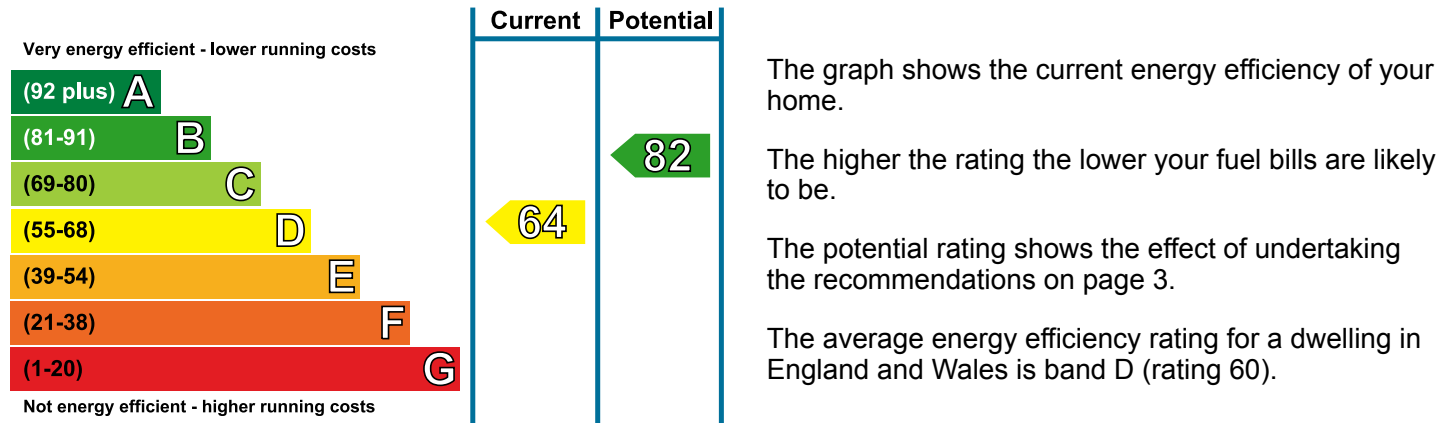 Current Potential
Very energy efficient - lower running costs
(92 plus) A
(81-91) B
82
(69-80) C
(55-68) D
64
(39-54) E
(21-38) F
(1-20) G
Not energy efficient - higher running costs
The graph shows the current energy efficiency of your
home.
The higher the rating the lower your fuel bills are likely
to be.
The potential rating shows the effect of undertaking
the recommendations on page 3.
The average energy efficiency rating for a dwelling in
England and Wales is band D (rating 60).